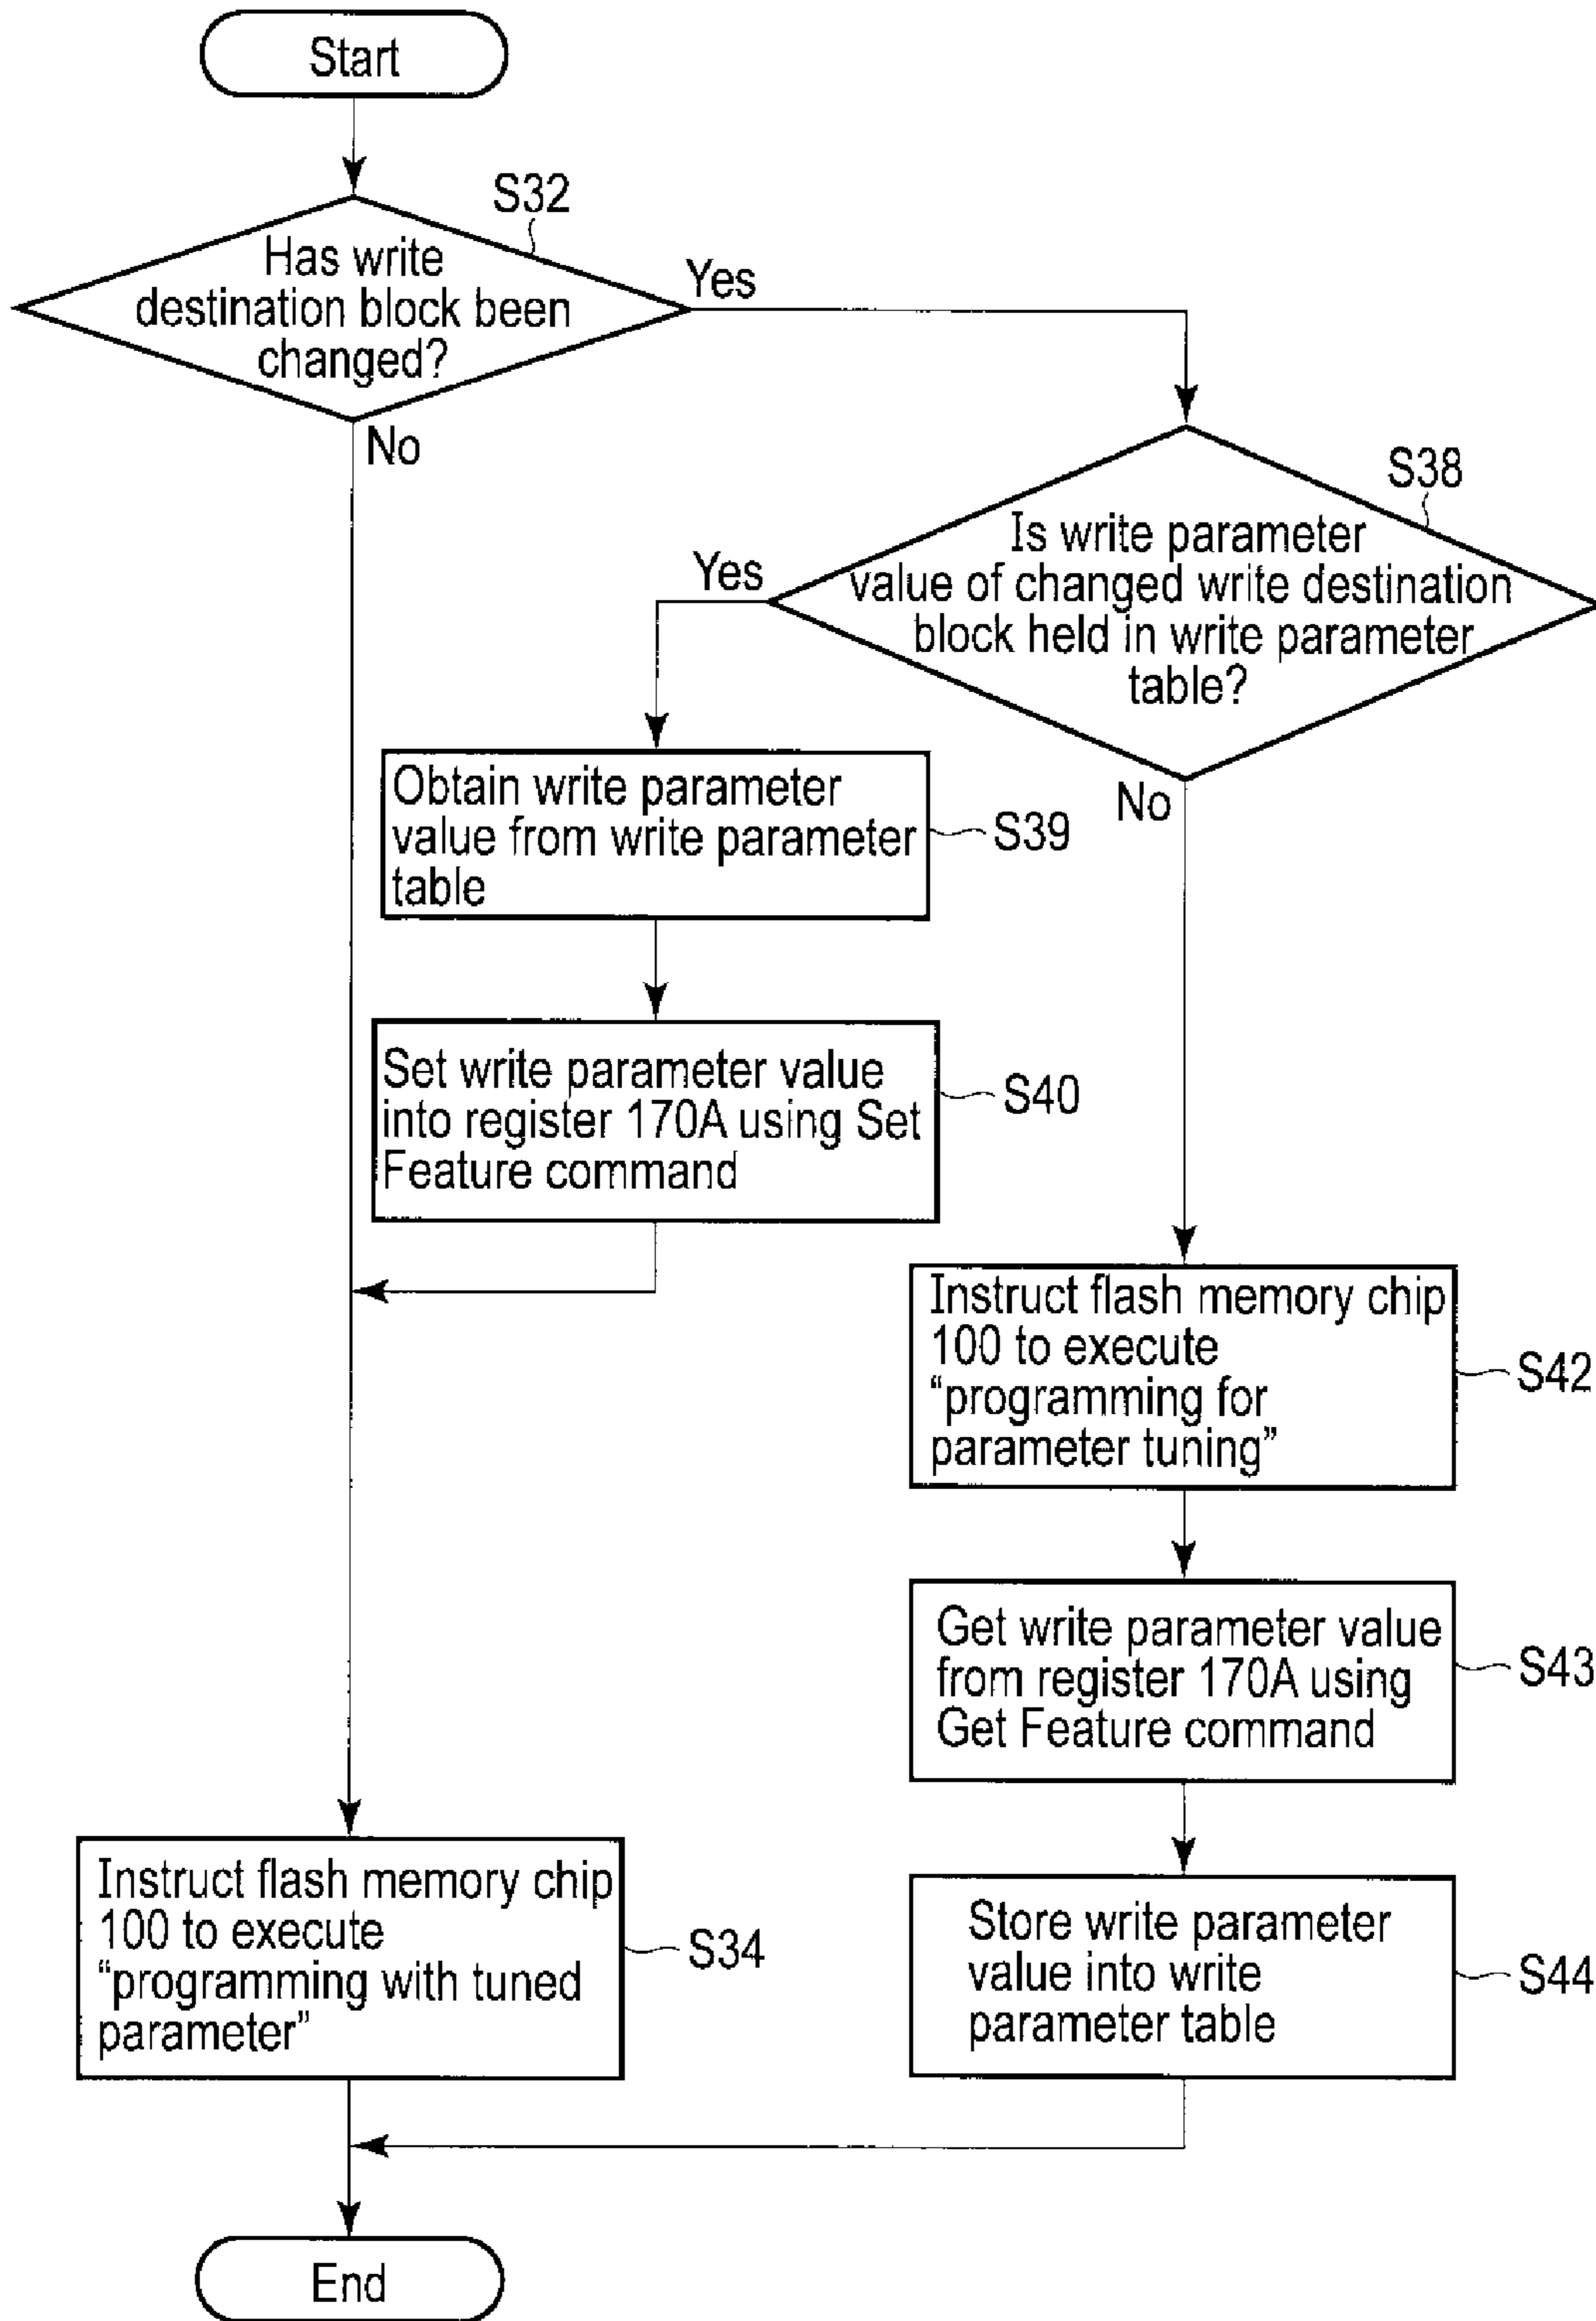 Start
S32
Has write
destination block been
changed?
Yes
No
S38
Is write parameter
value of changed write destination
block held in write parameter
table?
Yes
No
Obtain write parameter
value from write parameter
table
S39
Set write parameter value
into register 170A using Set
Feature command
S40
Instruct flash memory chip
100 to execute
“programming for
parameter tuning”
S42
Get write parameter value
from register 170A using
Get Feature command
S43
Instruct flash memory chip
100 to execute
“programming with tuned
parameter”
S34
Store write parameter
value into write
parameter table
S44
End